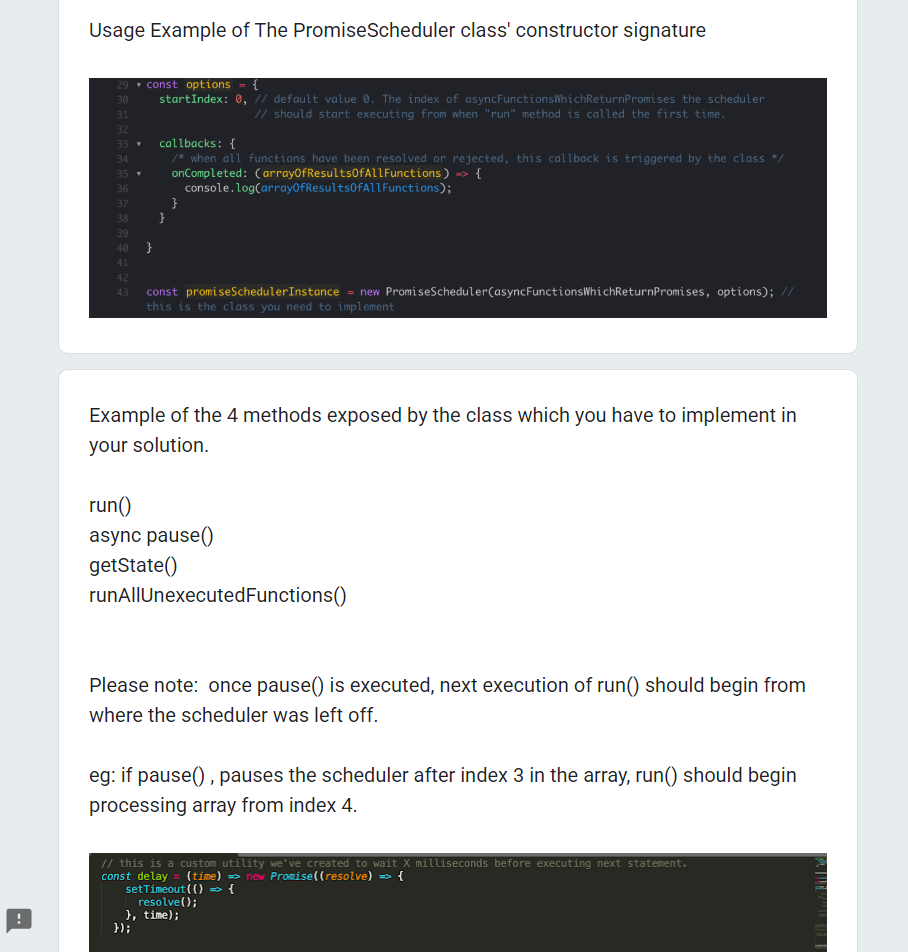 Usage Example of The PromiseScheduler class' constructor signature
29 ▾ const options = {
30 startIndex: 0, // default value 0. The index of asyncFunctionsWhichReturnPromises the scheduler
31 // should start executing from when "run" method is called the first time.
32
33 ▾ callbacks: {
34 /* when all functions have been resolved or rejected, this callback is triggered by the class */
35 ▾ onCompleted: (arrayOfResultsOfAllFunctions) => {
36 console.log(arrayOfResultsOfAllFunctions);
37 }
38 }
39
40 }
41
42
43 const promiseSchedulerInstance = new PromiseScheduler(asyncFunctionsWhichReturnPromises, options); //
this is the class you need to implement
Example of the 4 methods exposed by the class which you have to implement in
your solution.
run()
async pause()
getState()
runAllUnexecutedFunctions()
Please note: once pause() is executed, next execution of run() should begin from
where the scheduler was left off.
eg: if pause() , pauses the scheduler after index 3 in the array, run() should begin
processing array from index 4.
// this is a custom utility we've created to wait X milliseconds before executing next statement.
const delay = (time) => new Promise((resolve) => {
setTimeout(() => {
resolve();
}, time);
});